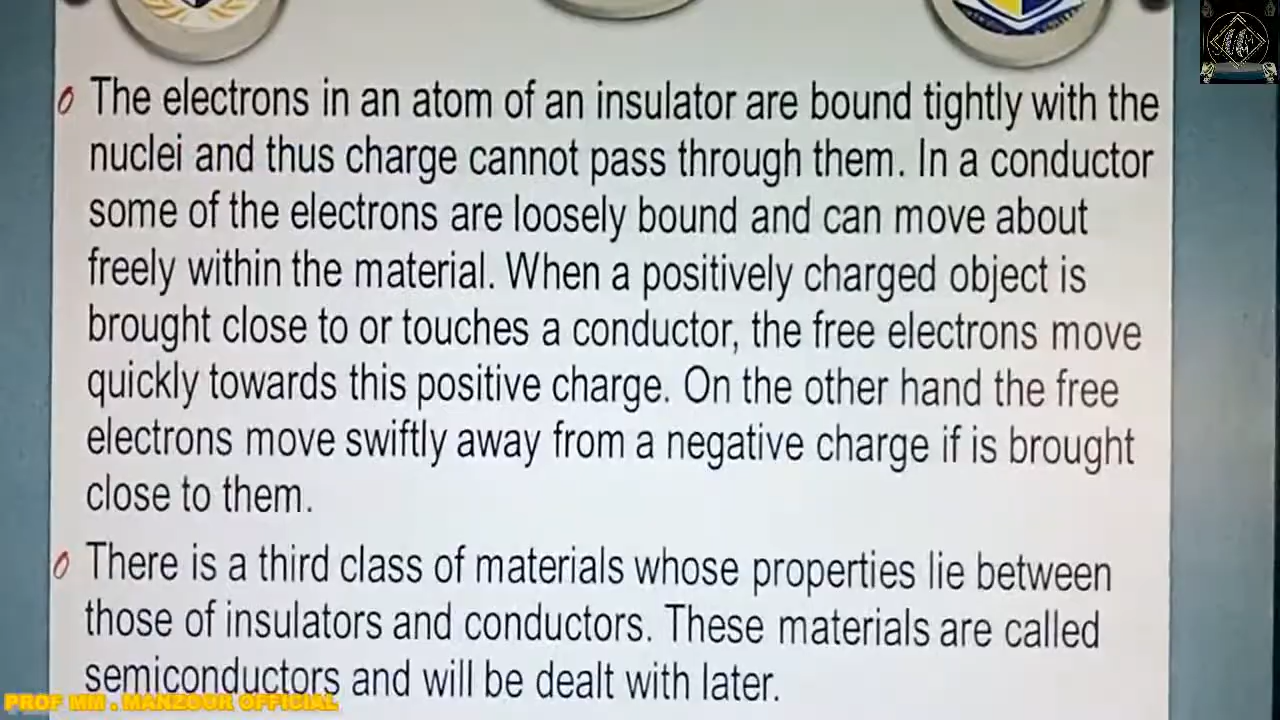 The electrons in an atom of an insulator are bound tightly with the
nuclei and thus charge cannot pass through them. In a conductor
some of the electrons are loosely bound and can move about
freely within the material. When a positively charged object is
brought close to or touches a conductor, the free electrons move
quickly towards this positive charge. On the other hand the free
electrons move swiftly away from a negative charge if is brought
close to them.
There is a third class of materials whose properties lie between
those of insulators and conductors. These materials are called
semiconductors and will be dealt with later.
PROF MM . MANZOUR OFFICIAL